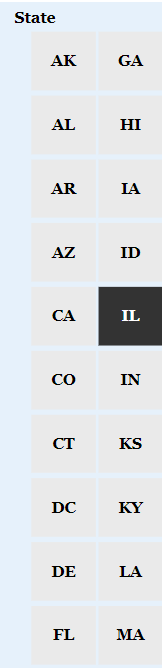 State
AK GA
AL HI
AR IA
AZ ID
CA IL
CO IN
CT KS
DC KY
DE LA
FL MA